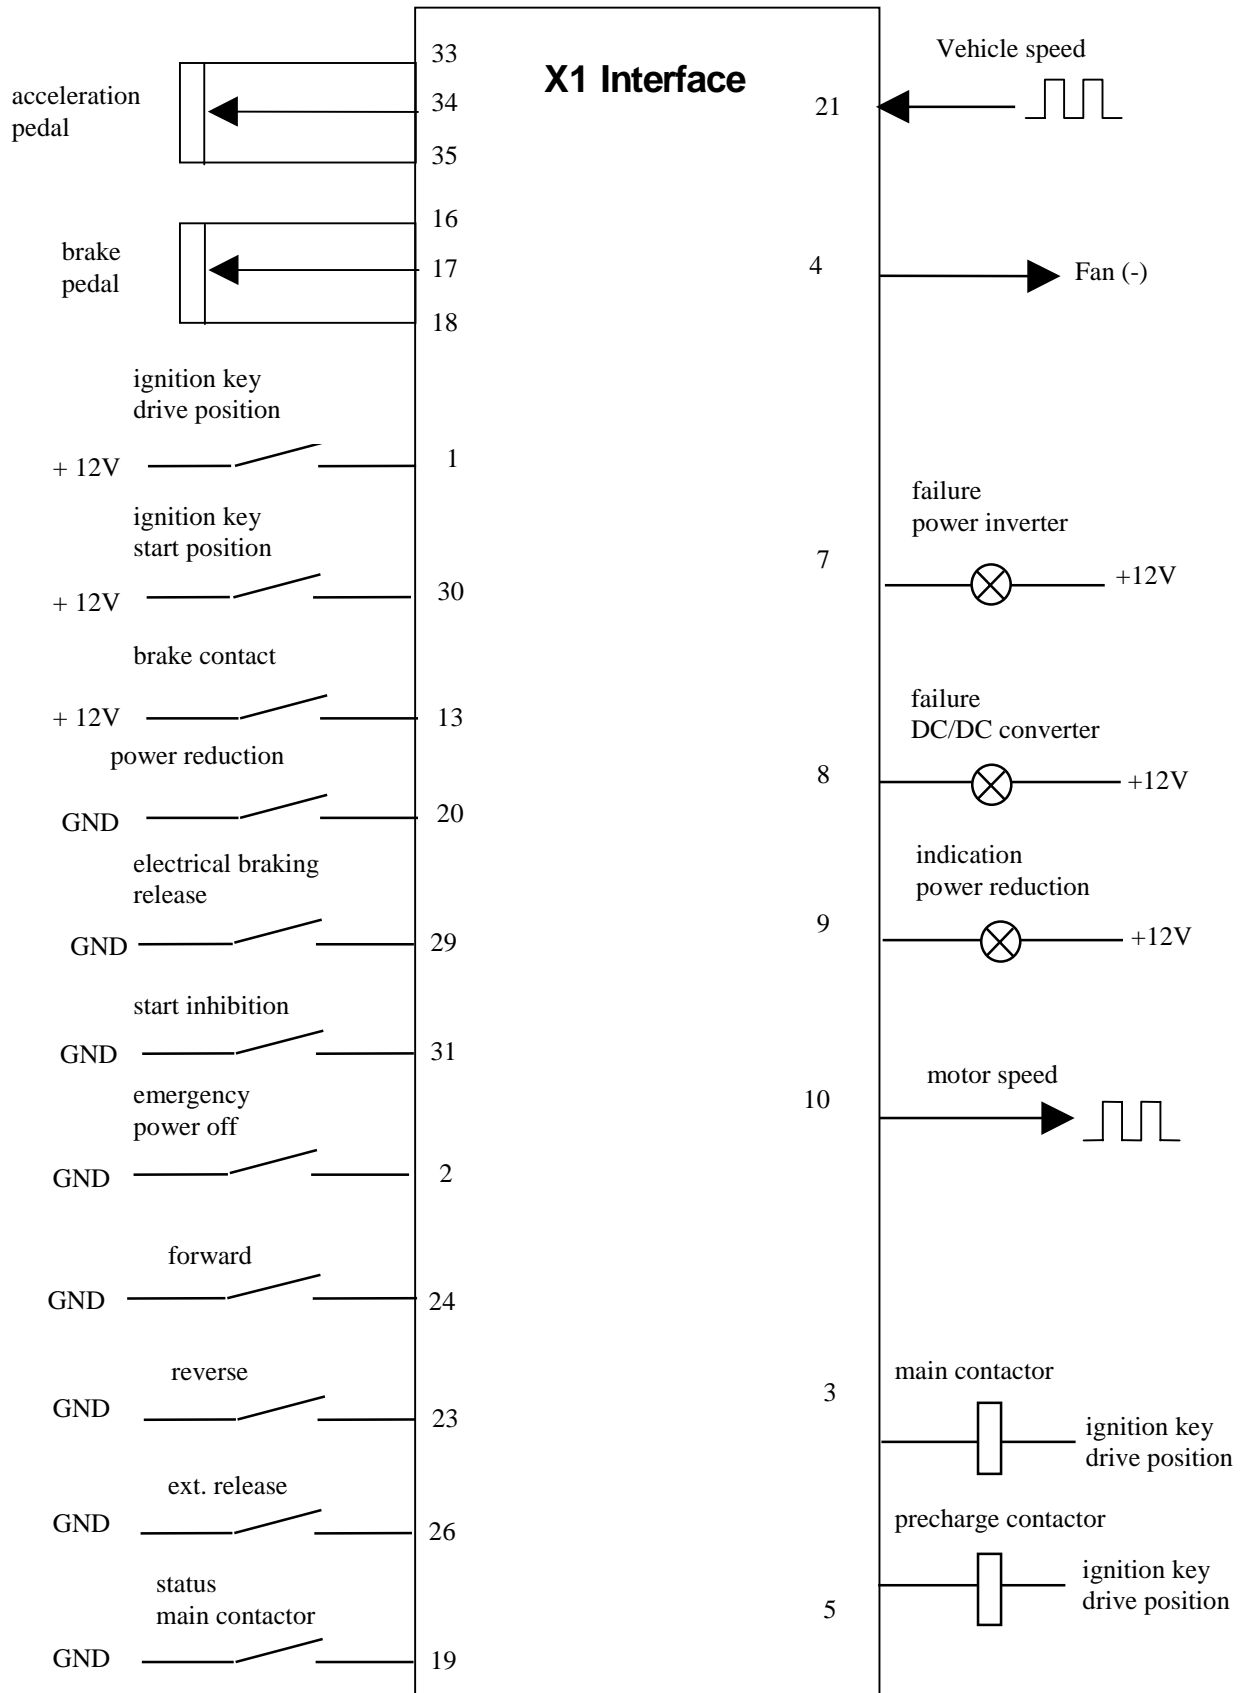 X1 Interface
acceleration
pedal
33
34
35
brake
pedal
16
17
18
ignition key
drive position
+ 12V
1
ignition key
start position
+ 12V
30
brake contact
+ 12V
13
power reduction
GND
20
electrical braking
release
GND
29
start inhibition
GND
31
emergency
power off
GND
2
forward
GND
24
reverse
GND
23
ext. release
GND
26
status
main contactor
GND
19
Vehicle speed
21
4
Fan (-)
failure
power inverter
7
+12V
failure
DC/DC converter
8
+12V
indication
power reduction
9
+12V
motor speed
10
main contactor
3
ignition key
drive position
precharge contactor
5
ignition key
drive position